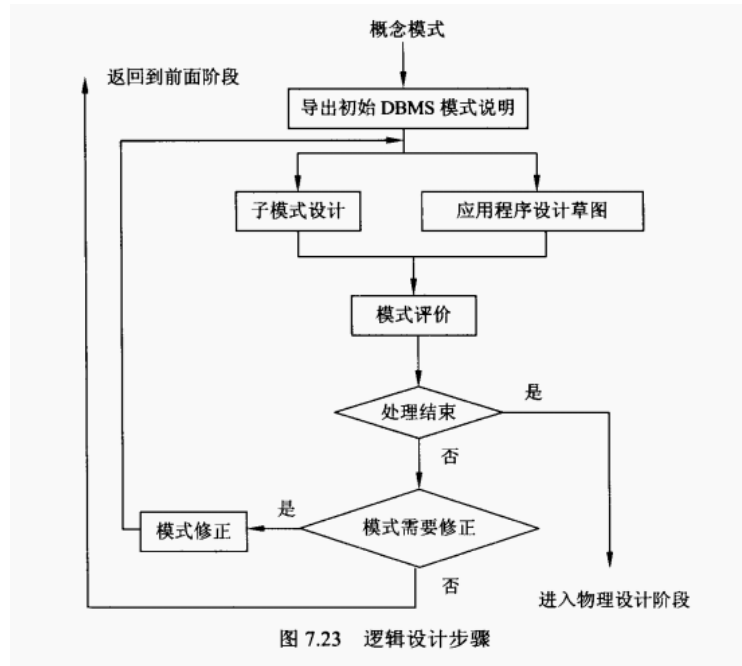 概念模式
返回到前面阶段
导出初始 DBMS 模式说明
子模式设计
应用程序设计草图
模式评价
处理结束
是
否
模式需要修正
是
模式修正
否
进入物理设计阶段
图 7.23 逻辑设计步骤